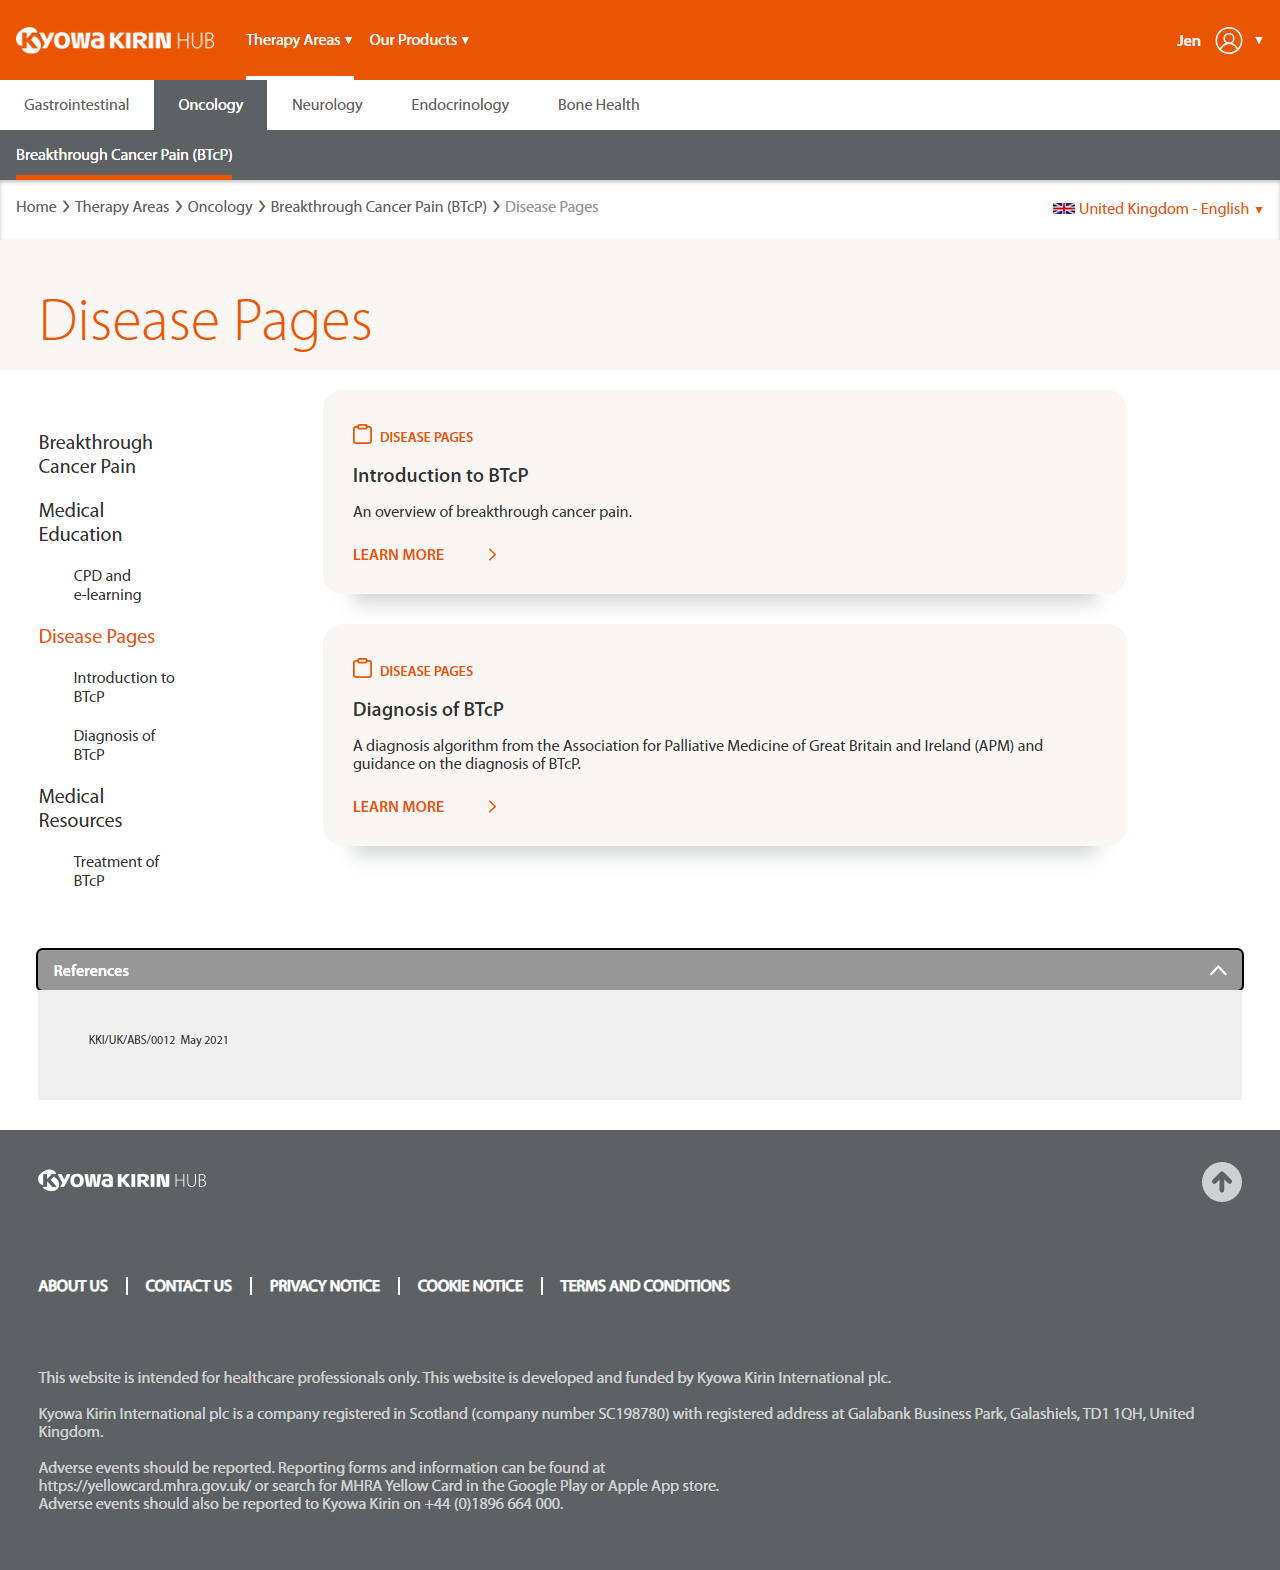 KYOWA KIRIN HUB
Therapy Areas ▼ Our Products ▼
Jen ▼
Gastrointestinal Oncology Neurology Endocrinology Bone Health
Breakthrough Cancer Pain (BTcP)
Home > Therapy Areas > Oncology > Breakthrough Cancer Pain (BTcP) > Disease Pages
United Kingdom - English ▼
Disease Pages
Breakthrough
Cancer Pain
Medical
Education
CPD and
e-learning
Disease Pages
Introduction to
BTcP
Diagnosis of
BTcP
Medical
Resources
Treatment of
BTcP
DISEASE PAGES
Introduction to BTcP
An overview of breakthrough cancer pain.
LEARN MORE
DISEASE PAGES
Diagnosis of BTcP
A diagnosis algorithm from the Association for Palliative Medicine of Great Britain and Ireland (APM) and
guidance on the diagnosis of BTcP.
LEARN MORE
References
KKI/UK/ABS/0012 May 2021
KYOWA KIRIN HUB
ABOUT US | CONTACT US | PRIVACY NOTICE | COOKIE NOTICE | TERMS AND CONDITIONS
This website is intended for healthcare professionals only. This website is developed and funded by Kyowa Kirin International plc.
Kyowa Kirin International plc is a company registered in Scotland (company number SC198780) with registered address at Galabank Business Park, Galashiels, TD1 1QH, United
Kingdom.
Adverse events should be reported. Reporting forms and information can be found at
https://yellowcard.mhra.gov.uk/ or search for MHRA Yellow Card in the Google Play or Apple App store.
Adverse events should also be reported to Kyowa Kirin on +44 (0)1896 664 000.